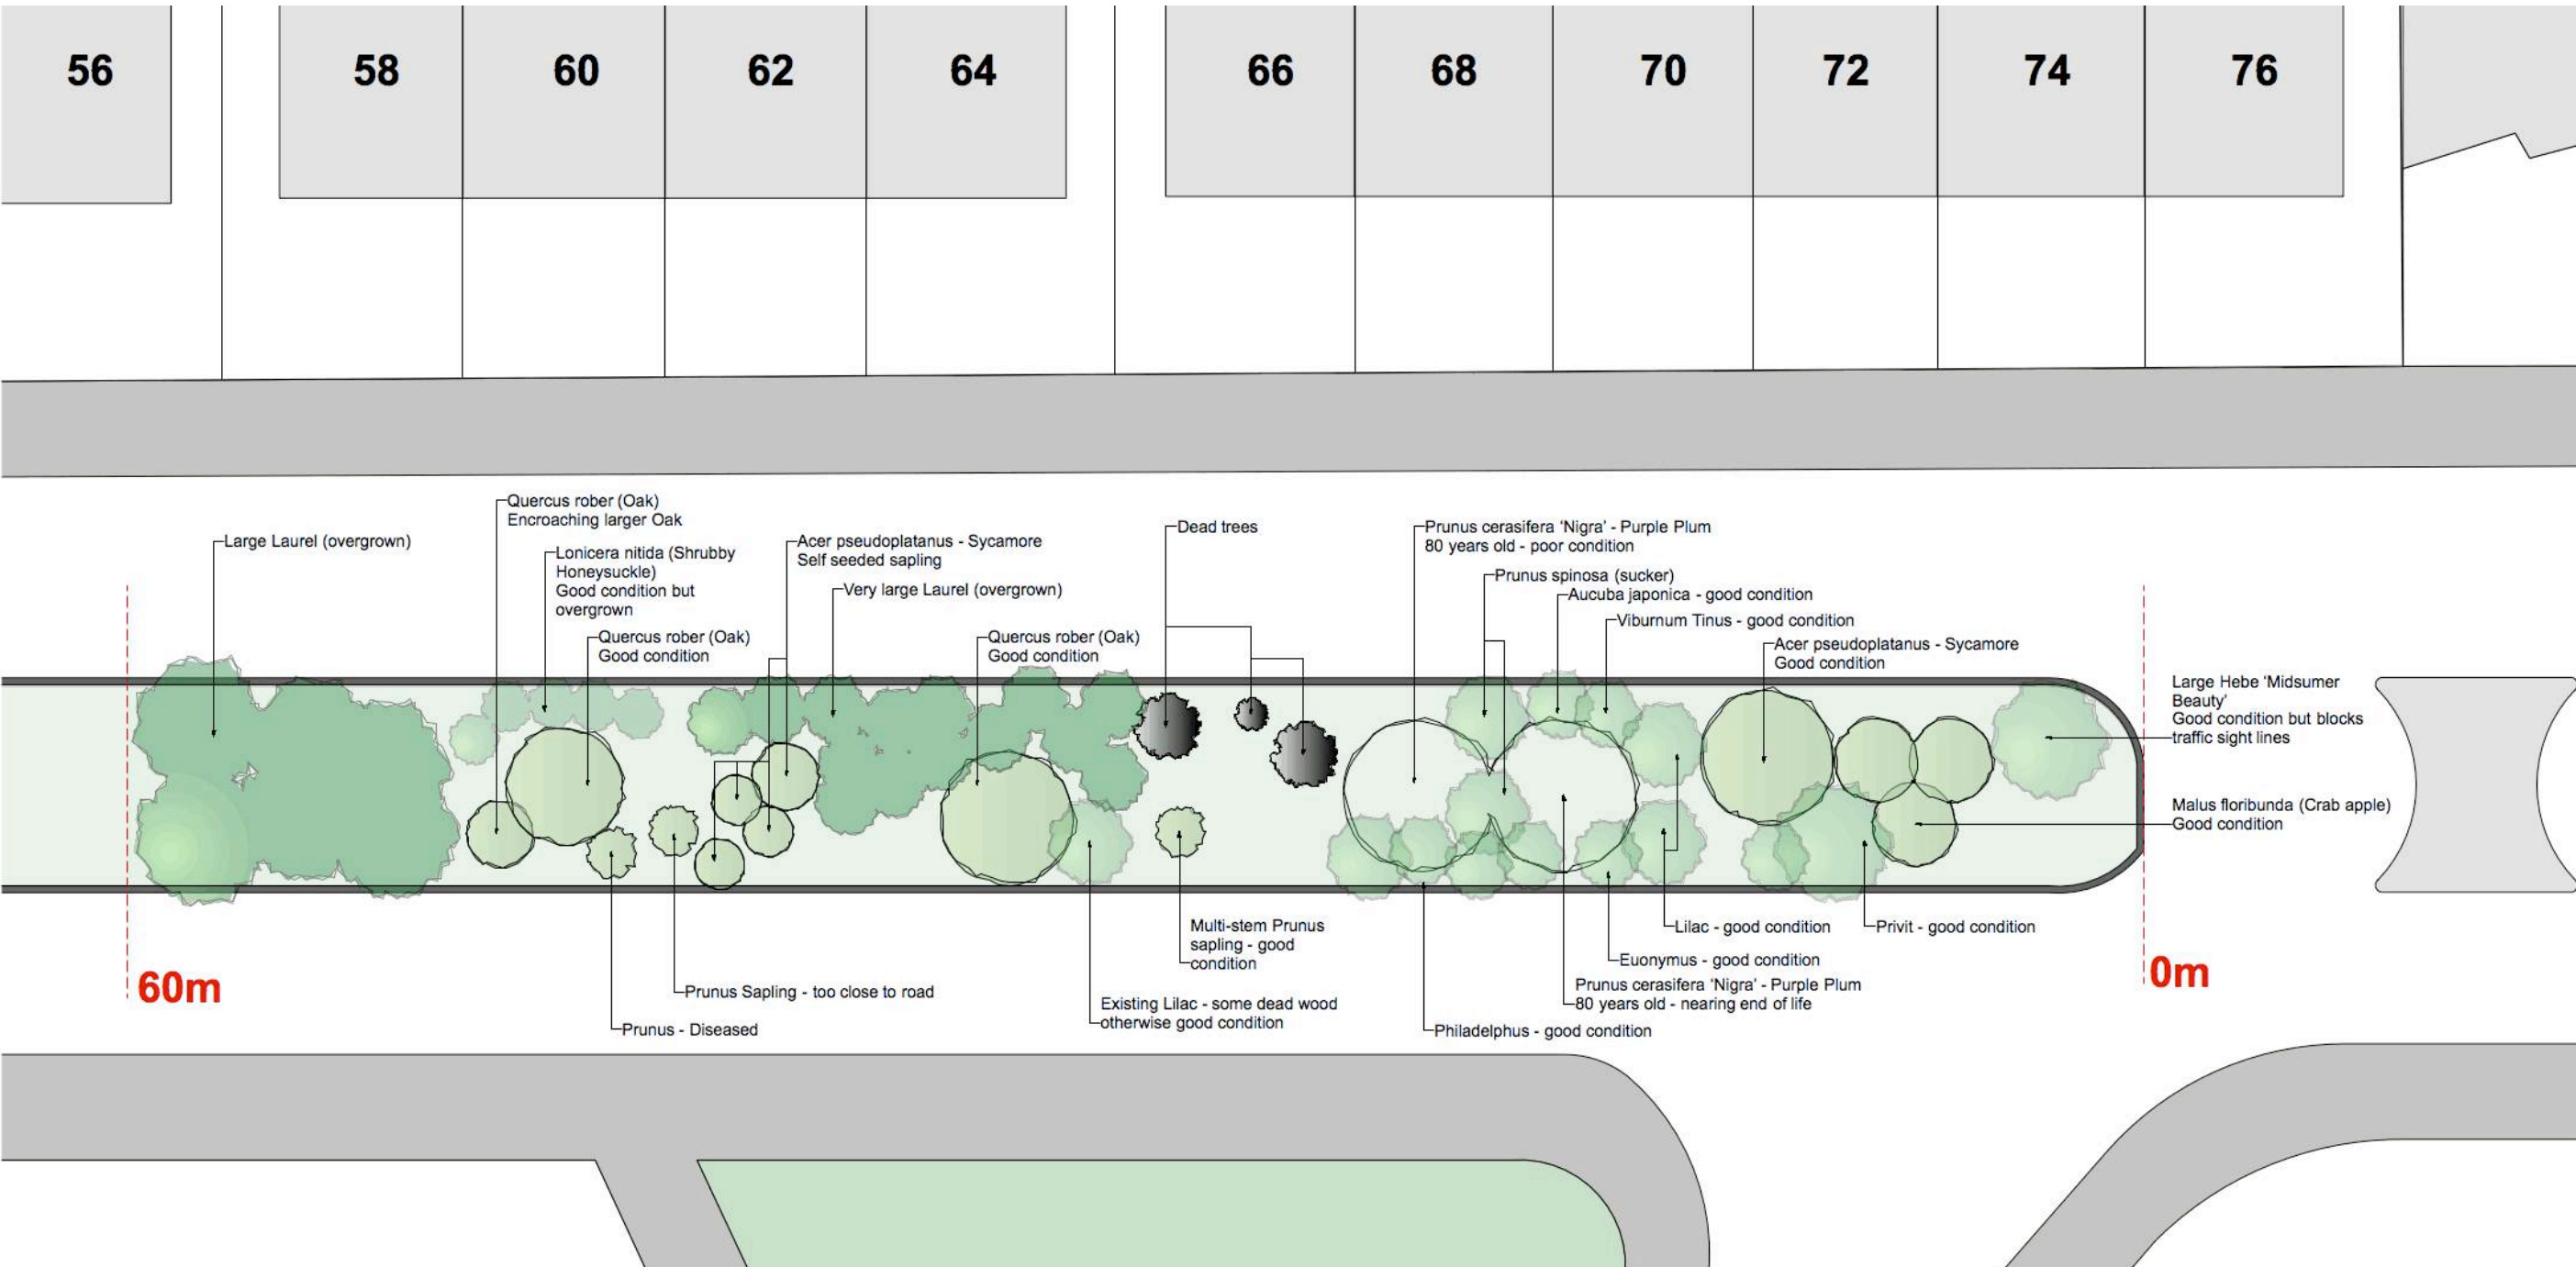 56
58
60
62
64
66
68
70
72
74
76
Quercus rober (Oak)
Encroaching larger Oak
Large Laurel (overgrown)
Lonicera nitida (Shrubby
Honeysuckle)
Good condition but
overgrown
Quercus rober (Oak)
Good condition
Acer pseudoplatanus - Sycamore
Self seeded sapling
Very large Laurel (overgrown)
Quercus rober (Oak)
Good condition
Dead trees
Prunus cerasifera ‘Nigra’ - Purple Plum
80 years old - poor condition
Prunus spinosa (sucker)
Aucuba japonica - good condition
Viburnum Tinus - good condition
Acer pseudoplatanus - Sycamore
Good condition
Large Hebe ‘Midsumer
Beauty’
Good condition but blocks
traffic sight lines
Malus floribunda (Crab apple)
Good condition
60m
Prunus - Diseased
Prunus Sapling - too close to road
Existing Lilac - some dead wood
otherwise good condition
Multi-stem Prunus
sapling - good
condition
Philadelphus - good condition
Prunus cerasifera ‘Nigra’ - Purple Plum
80 years old - nearing end of life
Euonymus - good condition
Lilac - good condition
Privit - good condition
0m